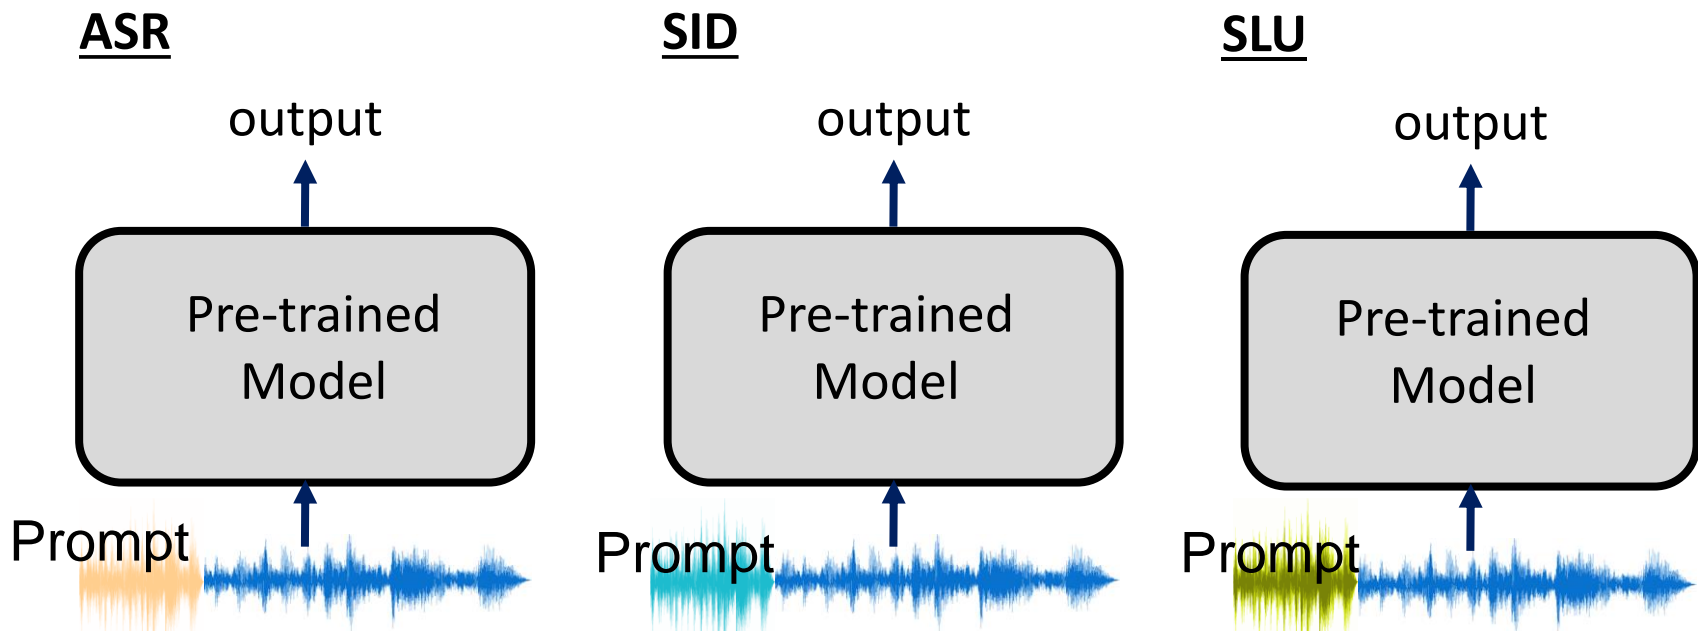 ASR
output
Pre-trained
Model
Prompt
SID
output
Pre-trained
Model
Prompt
SLU
output
Pre-trained
Model
Prompt